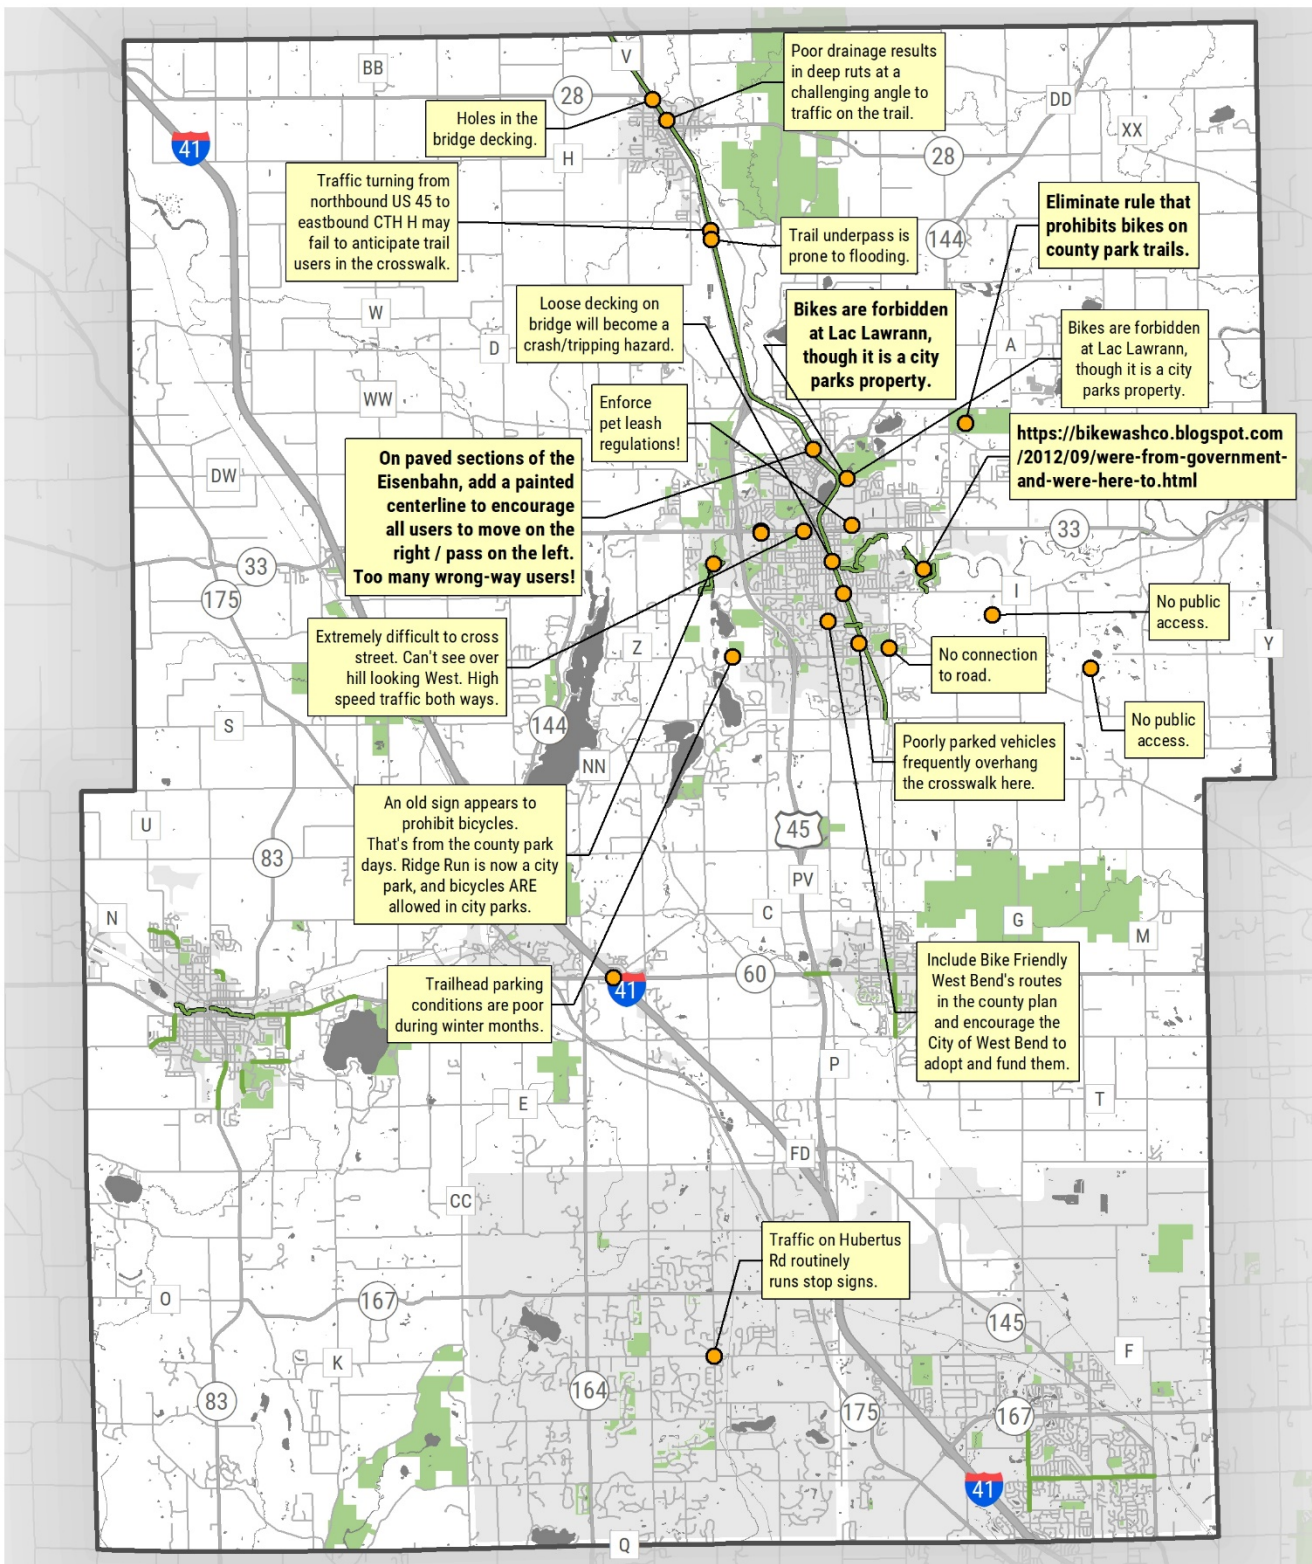 V
BB
28
Poor drainage results
in deep ruts at a
challenging angle to
traffic on the trail.
DD
XX
Holes in the
bridge decking.
41
H
28
Traffic turning from
northbound US 45 to
eastbound CTH H may
fail to anticipate trail
users in the crosswalk.
Eliminate rule that
prohibits bikes on
county park trails.
Trail underpass is
prone to flooding.
144
W
Loose decking on
bridge will become a
crash/tripping hazard.
Bikes are forbidden
at Lac Lawrann,
though it is a city
parks property.
D
A
Bikes are forbidden
at Lac Lawrann,
though it is a city
parks property.
WW
Enforce
pet leash
regulations!
https://bikewashco.blogspot.com
/2012/09/were-from-government-
and-were-here-to.html
On paved sections of the
Eisenbahn, add a painted
centerline to encourage
all users to move on the
right / pass on the left.
Too many wrong-way users!
DW
I
33
33
175
I
No public
access.
Y
Extremely difficult to cross
street. Can't see over
hill looking West. High
speed traffic both ways.
Z
No connection
to road.
No public
access.
S
144
NN
Poorly parked vehicles
frequently overhang
the crosswalk here.
An old sign appears to
prohibit bicycles.
That's from the county park
days. Ridge Run is now a city
park, and bicycles ARE
allowed in city parks.
U
45
83
PV
N
C
G
M
Include Bike Friendly
West Bend's routes
in the county plan
and encourage the
City of West Bend to
adopt and fund them.
Trailhead parking
conditions are poor
during winter months.
60
41
P
E
T
FD
CC
Traffic on Hubertus
Rd routinely
runs stop signs.
O
167
145
K
F
83
164
175
167
41
Q